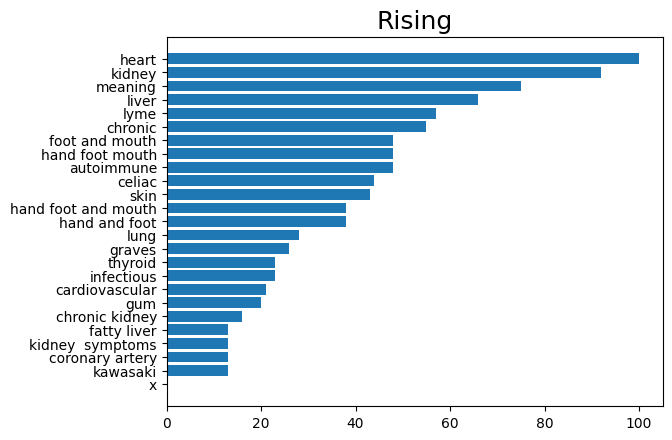 Rising
heart
kidney
meaning
liver
lyme
chronic
foot and mouth
hand foot mouth
autoimmune
celiac
skin
hand foot and mouth
hand and foot
lung
graves
thyroid
infectious
cardiovascular
gum
chronic kidney
fatty liver
kidney  symptoms
coronary artery
kawasaki
x
0 20 40 60 80 100